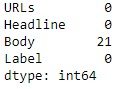 URLs 0
Headline 0
Body 21
Label 0
dtype: int64